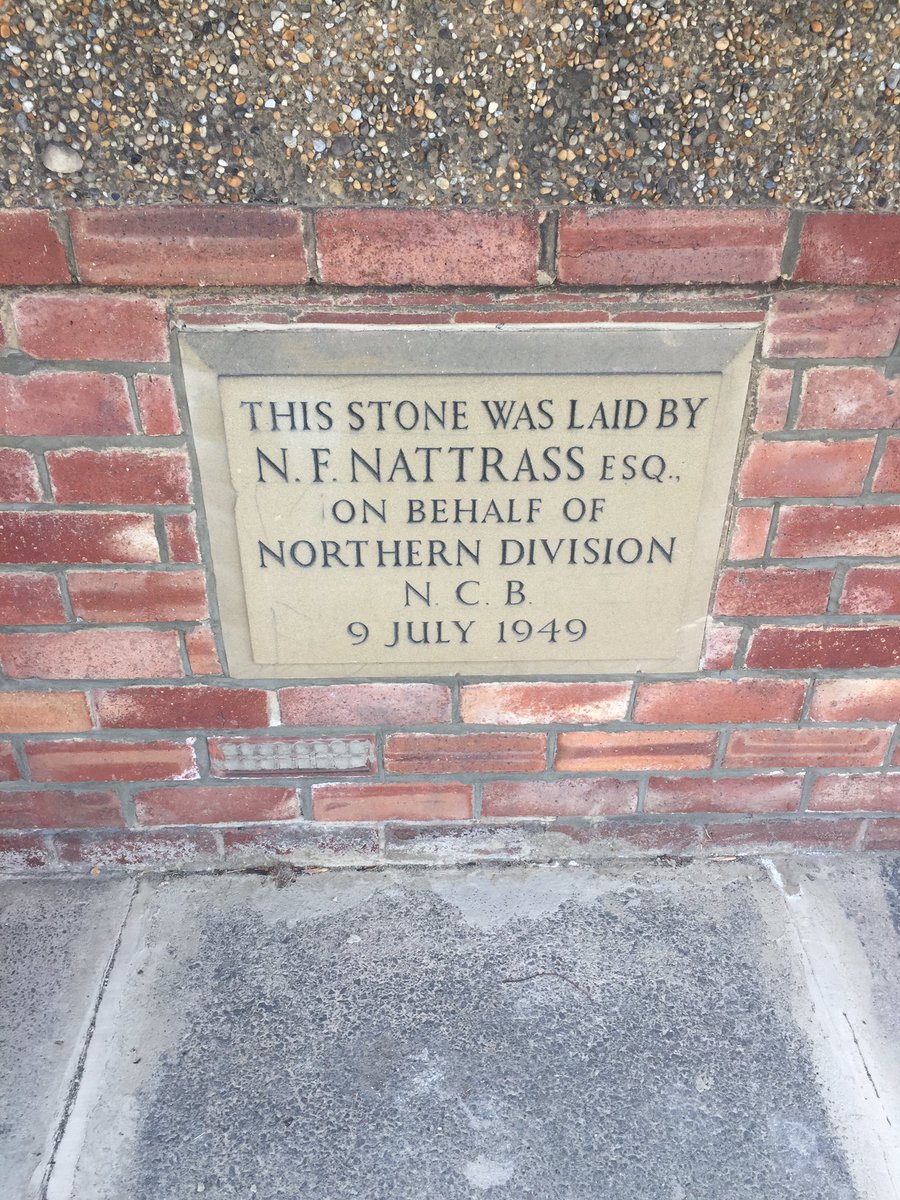 THIS STONE WAS LAID BY
N. F. NATTRASS ESQ.,
ON BEHALF OF
NORTHERN DIVISION
N. C. B.
9 JULY 1949